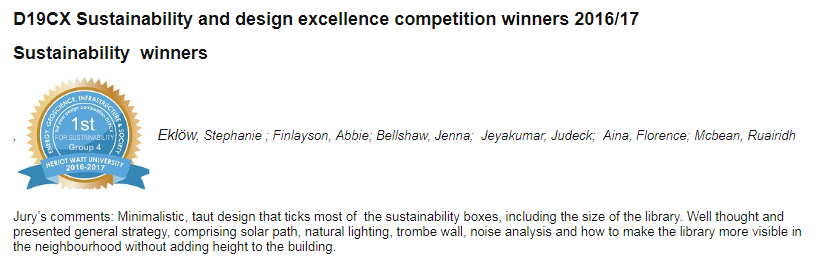 D19CX Sustainability and design excellence competition winners 2016/17
Sustainability winners
ENERGY, GEOSCIENCE, INFRASTRUCTURE & SOCIETY
1st
FOR SUSTAINABILITY
Group 4
HERIOT WATT UNIVERSITY
2016-2017
, Eklöw, Stephanie ; Finlayson, Abbie; Bellshaw, Jenna; Jeyakumar, Judeck; Aina, Florence; Mcbean, Ruairidh
Jury's comments: Minimalistic, taut design that ticks most of the sustainability boxes, including the size of the library. Well thought and
presented general strategy, comprising solar path, natural lighting, trombe wall, noise analysis and how to make the library more visible in
the neighbourhood without adding height to the building.